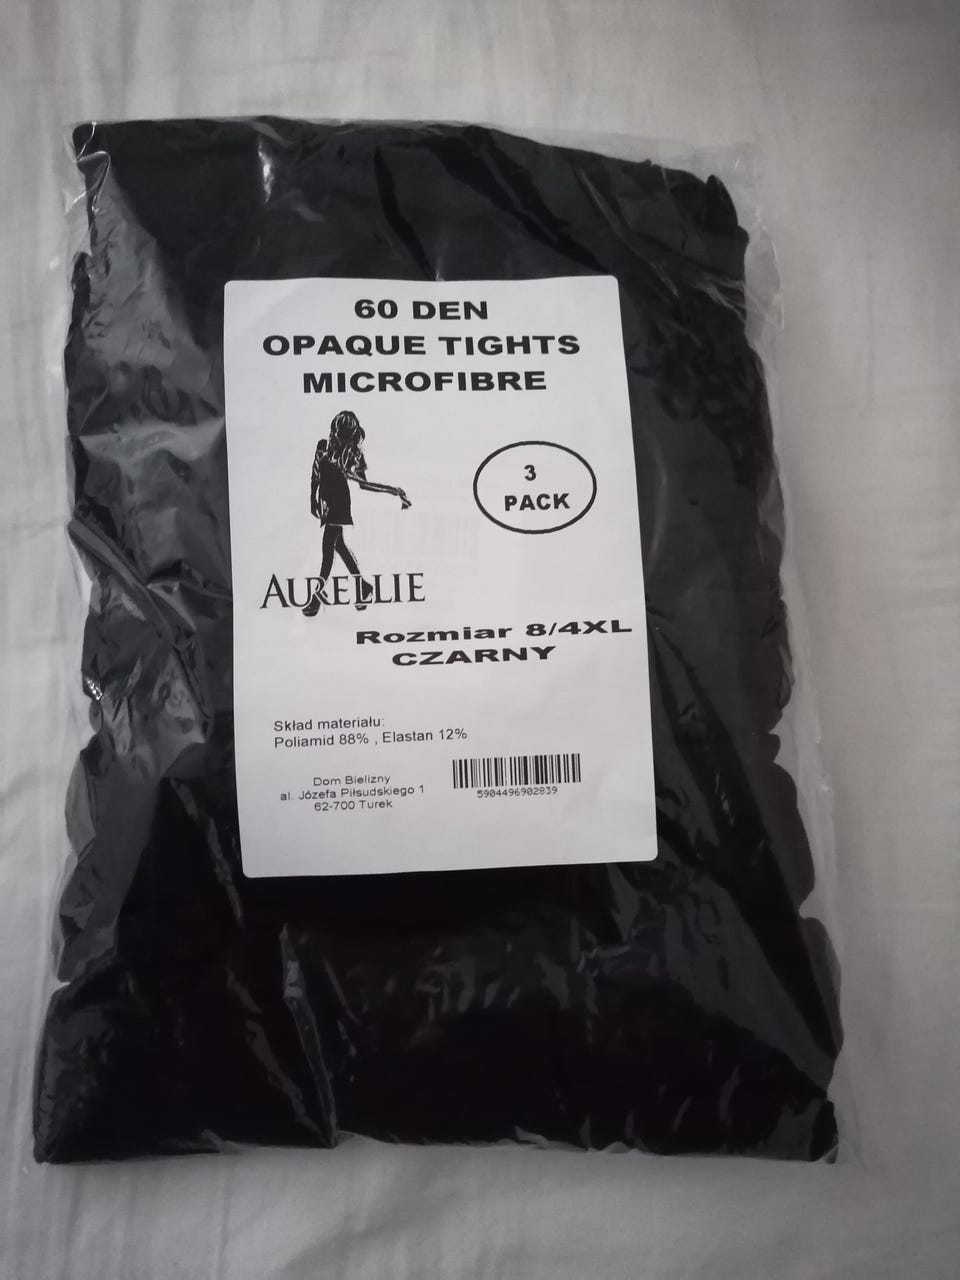 60 DEN
OPAQUE TIGHTS
MICROFIBRE
3
PACK
AURELLIE
Rozmiar 8/4XL
CZARNY
Skład materiału:
Poliamid 88% , Elastan 12%
Dom Bielizny
al. Józefa Piłsudskiego 1
62-700 Turek
5904496902839